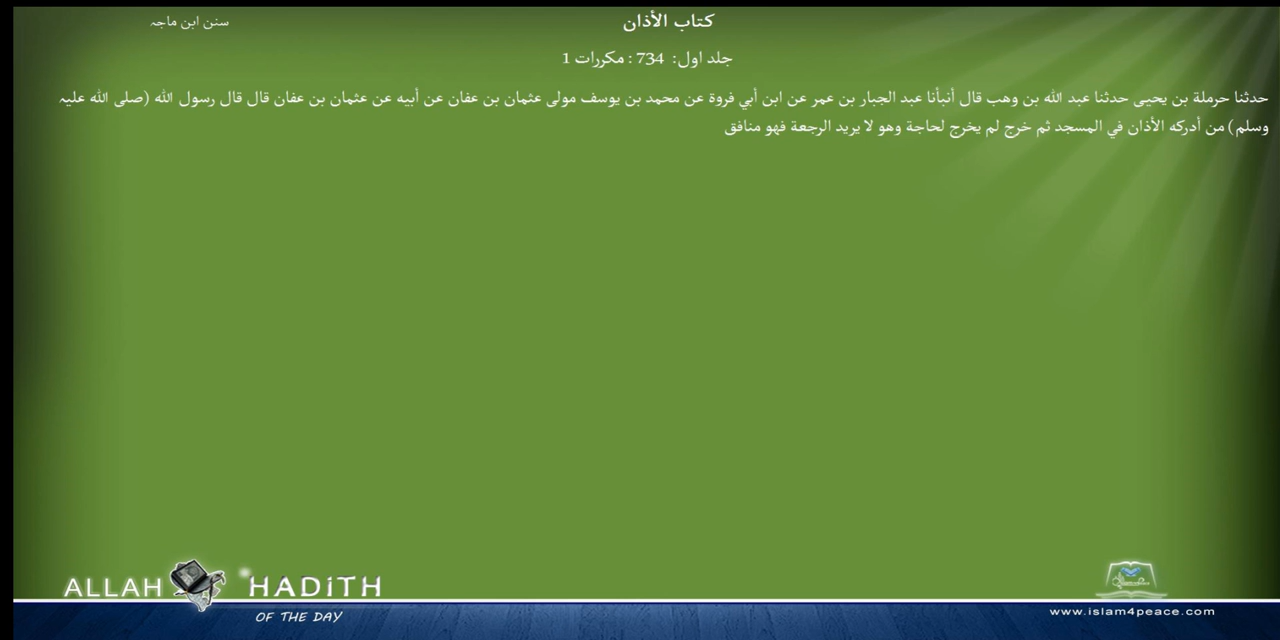 كتاب الأذان
سنن ابن ماجہ
جلد اول: 734 : مکررات 1
حدثنا حرملة بن يحيى حدثنا عبد الله بن وهب قال أنبأنا عبد الجبار بن عمر عن ابن أبي فروة عن محمد بن يوسف مولى عثمان بن عفان عن أبيه عن عثمان بن عفان قال قال رسول الله (صلى الله عليہ
وسلم) من أدركه الأذان في المسجد ثم خرج لم يخرج لحاجة وهو لا يريد الرجعة فهو منافق
ALLAH HADITH
OF THE DAY
www.islam4peace.com